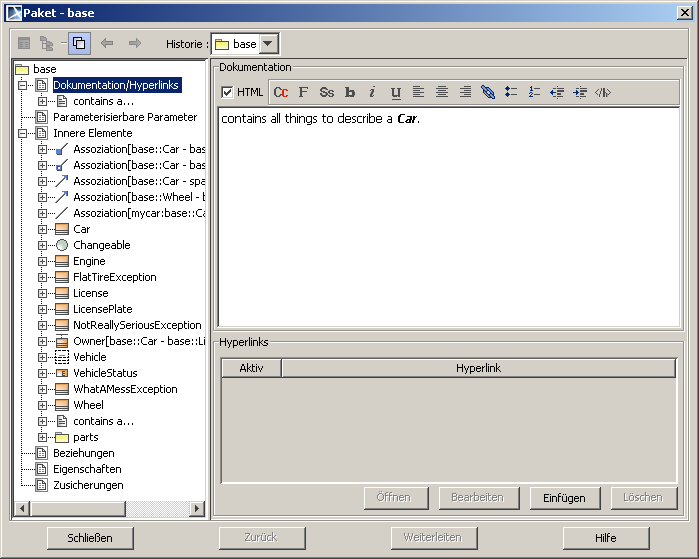 Paket - base
Historie : base
base
Dokumentation/Hyperlinks
contains a...
Parameterisierbare Parameter
Innere Elemente
Assoziation[base::Car - bas
Assoziation[base::Car - bas
Assoziation[base::Car - spa
Assoziation[base::Wheel - b
Assoziation[mycar:base::Ca
Car
Changeable
Engine
FlatTireException
License
LicensePlate
NotReallySeriousException
Owner[base::Car - base::Li
Vehicle
VehicleStatus
WhatAMessException
Wheel
contains a...
parts
Beziehungen
Eigenschaften
Zusicherungen
Dokumentation
HTML Cc F Ss b i u </>
contains all things to describe a Car.
Hyperlinks
Aktiv Hyperlink
Öffnen Bearbeiten Einfügen Löschen
Schließen Zurück Weiterleiten Hilfe